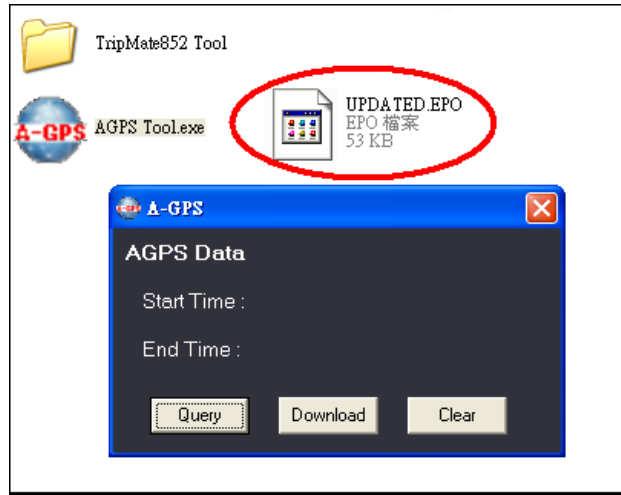 TripMate852 Tool
A-GPS
AGPS Tool.exe
UPDATED.EPO
EPO 檔案
53 KB
A-GPS
AGPS Data
Start Time :
End Time :
Query
Download
Clear